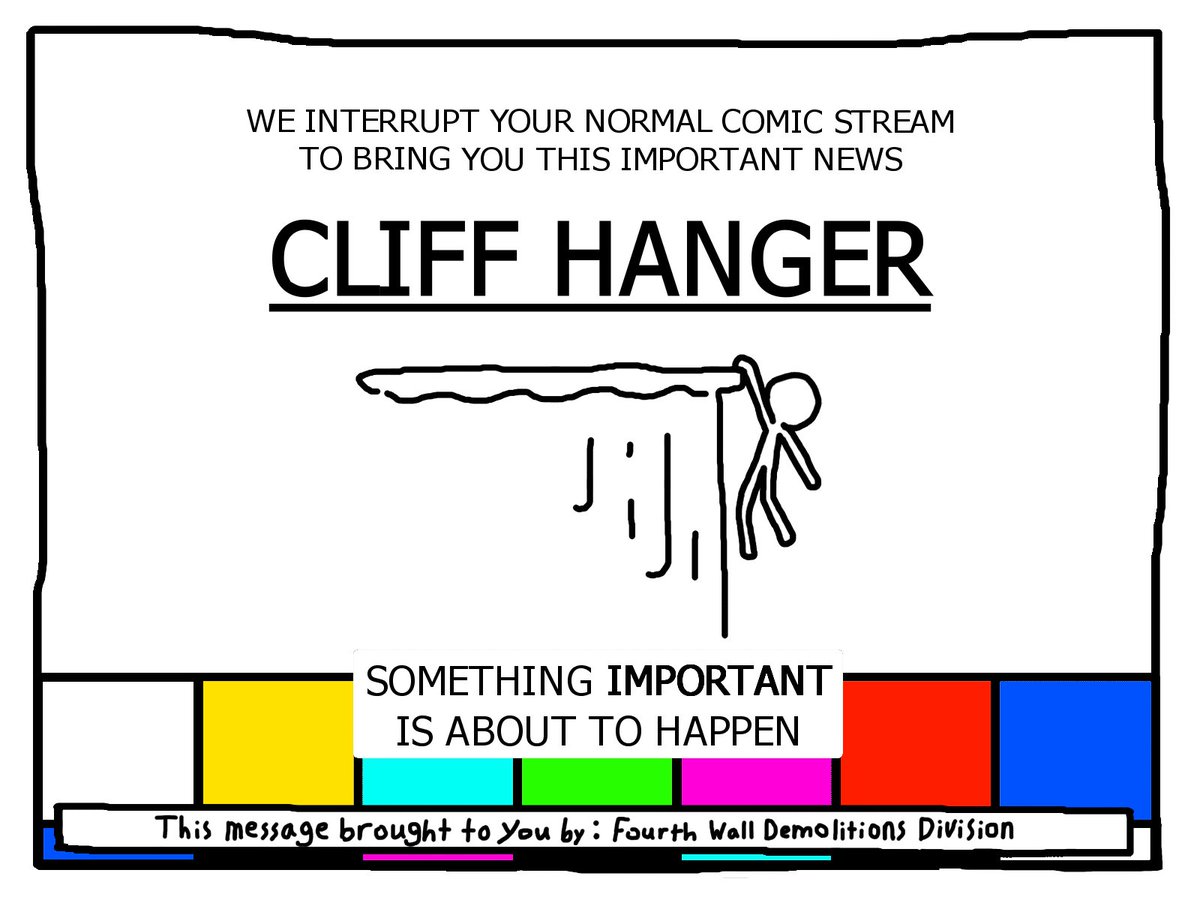 WE INTERRUPT YOUR NORMAL COMIC STREAM
TO BRING YOU THIS IMPORTANT NEWS
CLIFF HANGER
SOMETHING IMPORTANT
IS ABOUT TO HAPPEN
This message brought to you by: Fourth Wall Demolitions Division